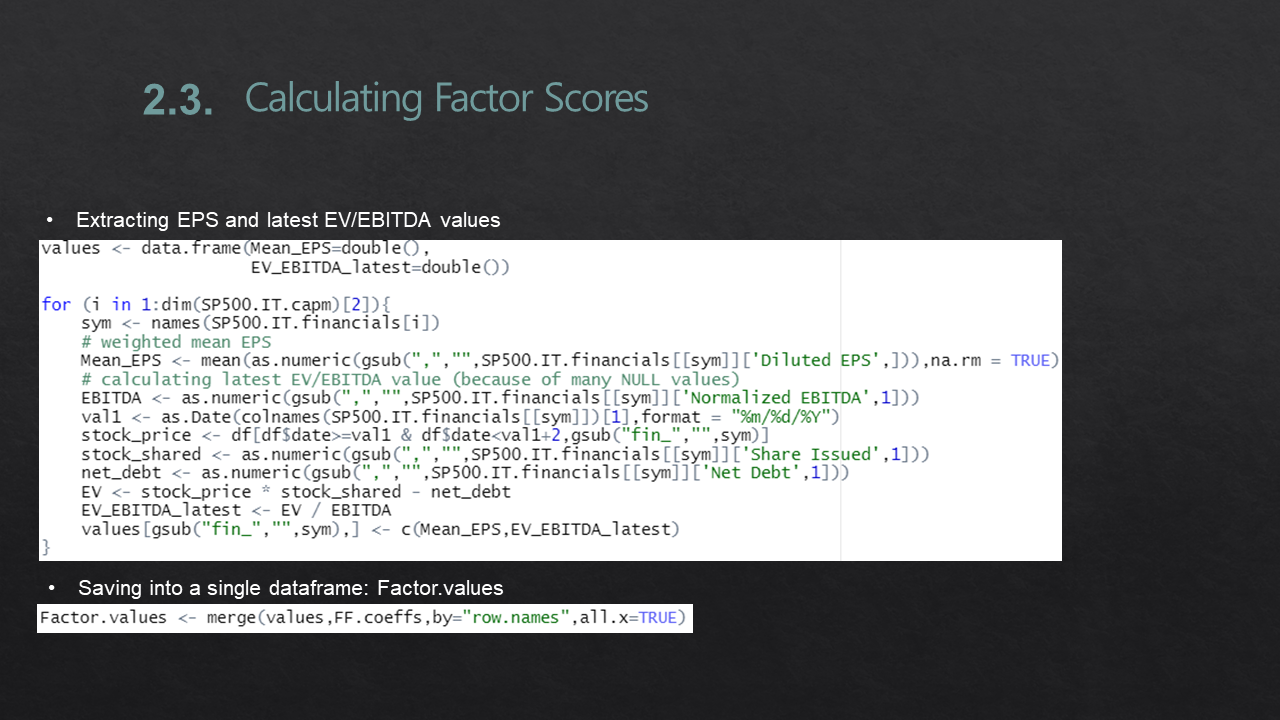 2.3. Calculating Factor Scores
• Extracting EPS and latest EV/EBITDA values
values <- data.frame(Mean_EPS=double(),
                     EV_EBITDA_latest=double())
for (i in 1:dim(SP500.IT.capm)[2]){
    sym <- names(SP500.IT.financials[i])
    # weighted mean EPS
    Mean_EPS <- mean(as.numeric(gsub(",","",SP500.IT.financials[[sym]]['Diluted EPS',])),na.rm = TRUE)
    # calculating latest EV/EBITDA value (because of many NULL values)
    EBITDA <- as.numeric(gsub(",","",SP500.IT.financials[[sym]]['Normalized EBITDA',1]))
    val1 <- as.Date(colnames(SP500.IT.financials[[sym]])[1],format = "%m/%d/%Y")
    stock_price <- df[df$date>=val1 & df$date<val1+2,gsub("fin_","",sym)]
    stock_shared <- as.numeric(gsub(",","",SP500.IT.financials[[sym]]['Share Issued',1]))
    net_debt <- as.numeric(gsub(",","",SP500.IT.financials[[sym]]['Net Debt',1]))
    EV <- stock_price * stock_shared - net_debt
    EV_EBITDA_latest <- EV / EBITDA
    values[gsub("fin_","",sym),] <- c(Mean_EPS,EV_EBITDA_latest)
}
• Saving into a single dataframe: Factor.values
Factor.values <- merge(values,FF.coeffs,by="row.names",all.x=TRUE)